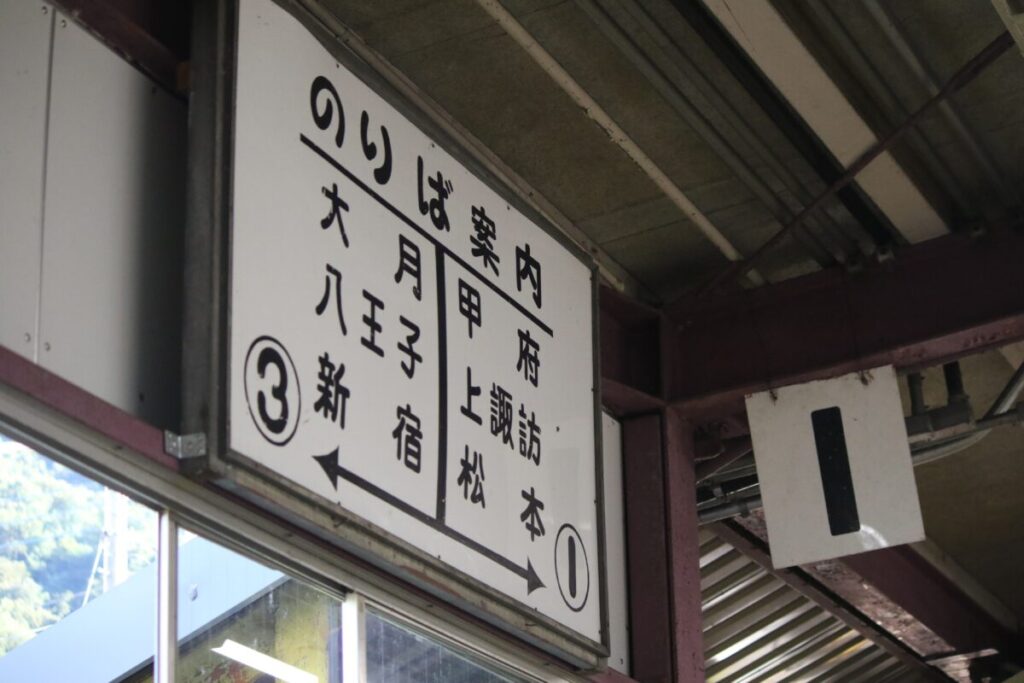 のりば案内
大月
八王子
新宿
③
甲府
上諏訪
松本
①
1